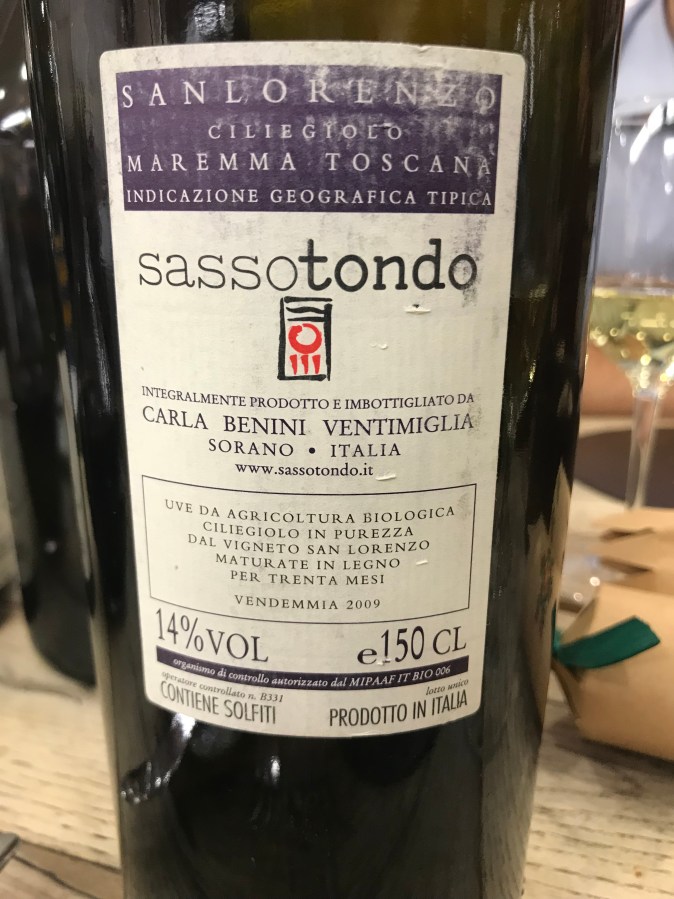 SANLORENZO
CILIEGIOLO
MAREMMA TOSCANA
INDICAZIONE GEOGRAFICA TIPICA
sassotondo
INTEGRALMENTE PRODOTTO E IMBOTTIGLIATO DA
CARLA BENINI VENTIMIGLIA
SORANO • ITALIA
www.sassotondo.it
UVE DA AGRICOLTURA BIOLOGICA
CILIEGIOLO IN PUREZZA
DAL VIGNETO SAN LORENZO
MATURATE IN LEGNO
PER TRENTA MESI
VENDEMMIA 2009
14%VOL e150 CL
organismo di controllo autorizzato dal MIPAAF IT BIO 006
operatore controllato n. B331 lotto unico
CONTIENE SOLFITI PRODOTTO IN ITALIA